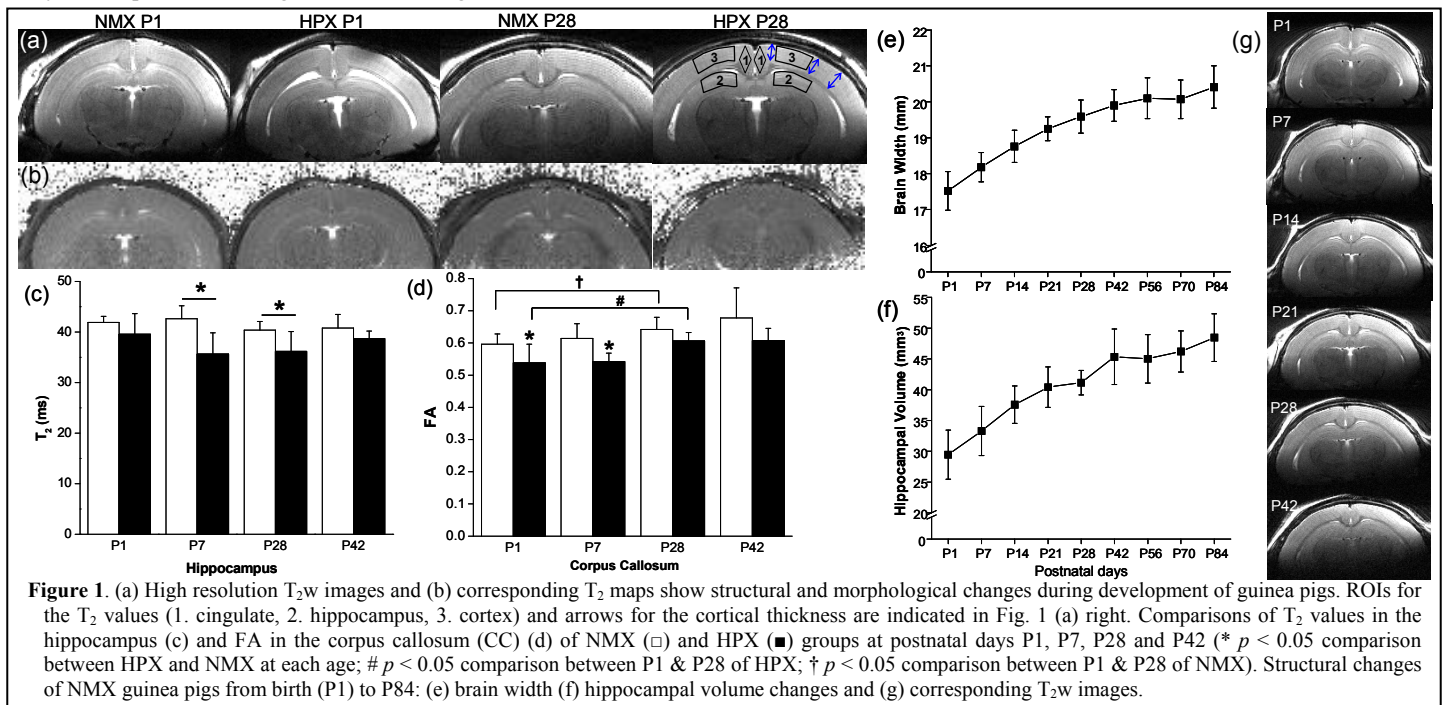 NMX P1 HPX P1 NMX P28 HPX P28
(a)
3 1 1 3
2 2
(b)
(c)
50
40
30
20
10
0
T2 (ms)
* *
P1 P7 P28 P42
Hippocampus
(d)
0.8
0.7
0.6
0.5
0.4
0.3
0.2
0.1
0.0
FA
†
#
* *
P1 P7 P28 P42
Corpus Callosum
(e)
21
20
19
18
17
16
0
Brain Width (mm)
P1 P7 P14 P21 P28 P42 P56 P70 P84
(f)
55
50
45
40
35
30
25
20
0
Hippocampal Volume (mm³)
P1 P7 P14 P21 P28 P42 P56 P70 P84
Postnatal days
(g)
P1
P7
P14
P21
P28
P42
Figure 1. (a) High resolution T2w images and (b) corresponding T2 maps show structural and morphological changes during development of guinea pigs. ROIs for
the T2 values (1. cingulate, 2. hippocampus, 3. cortex) and arrows for the cortical thickness are indicated in Fig. 1 (a) right. Comparisons of T2 values in the
hippocampus (c) and FA in the corpus callosum (CC) (d) of NMX (□) and HPX (■) groups at postnatal days P1, P7, P28 and P42 (* p < 0.05 comparison
between HPX and NMX at each age; # p < 0.05 comparison between P1 & P28 of HPX; † p < 0.05 comparison between P1 & P28 of NMX). Structural changes
of NMX guinea pigs from birth (P1) to P84: (e) brain width (f) hippocampal volume changes and (g) corresponding T2w images.